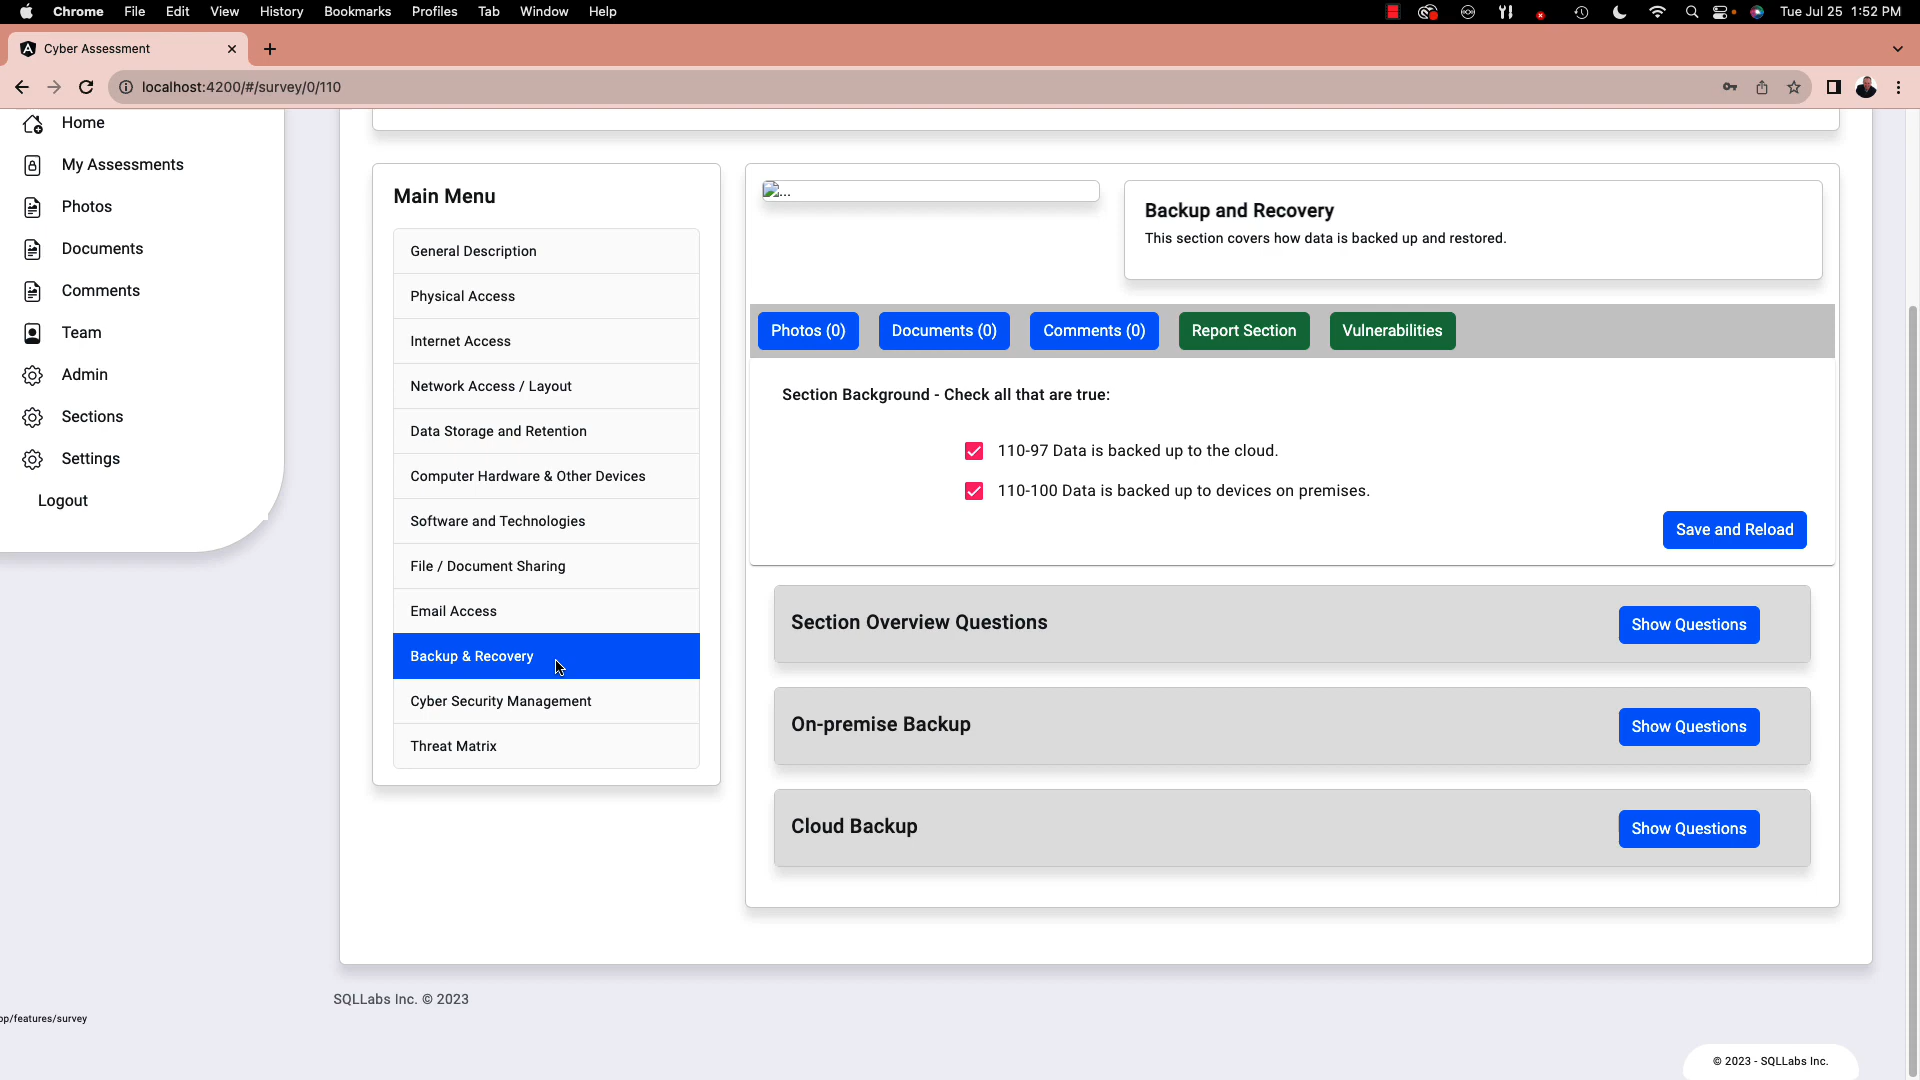 Chrome File Edit View History Bookmarks Profiles Tab Window Help Tue Jul 25 1:52 PM
Cyber Assessment
localhost:4200/#/survey/0/110
Home
My Assessments
Photos
Documents
Comments
Team
Admin
Sections
Settings
Logout
Main Menu
General Description
Physical Access
Internet Access
Network Access / Layout
Data Storage and Retention
Computer Hardware & Other Devices
Software and Technologies
File / Document Sharing
Email Access
Backup & Recovery
Cyber Security Management
Threat Matrix
...
Backup and Recovery
This section covers how data is backed up and restored.
Photos (0) Documents (0) Comments (0) Report Section Vulnerabilities
Section Background - Check all that are true:
110-97 Data is backed up to the cloud.
110-100 Data is backed up to devices on premises.
Save and Reload
Section Overview Questions Show Questions
On-premise Backup Show Questions
Cloud Backup Show Questions
SQLLabs Inc. © 2023
op/features/survey
© 2023 - SQLLabs Inc.